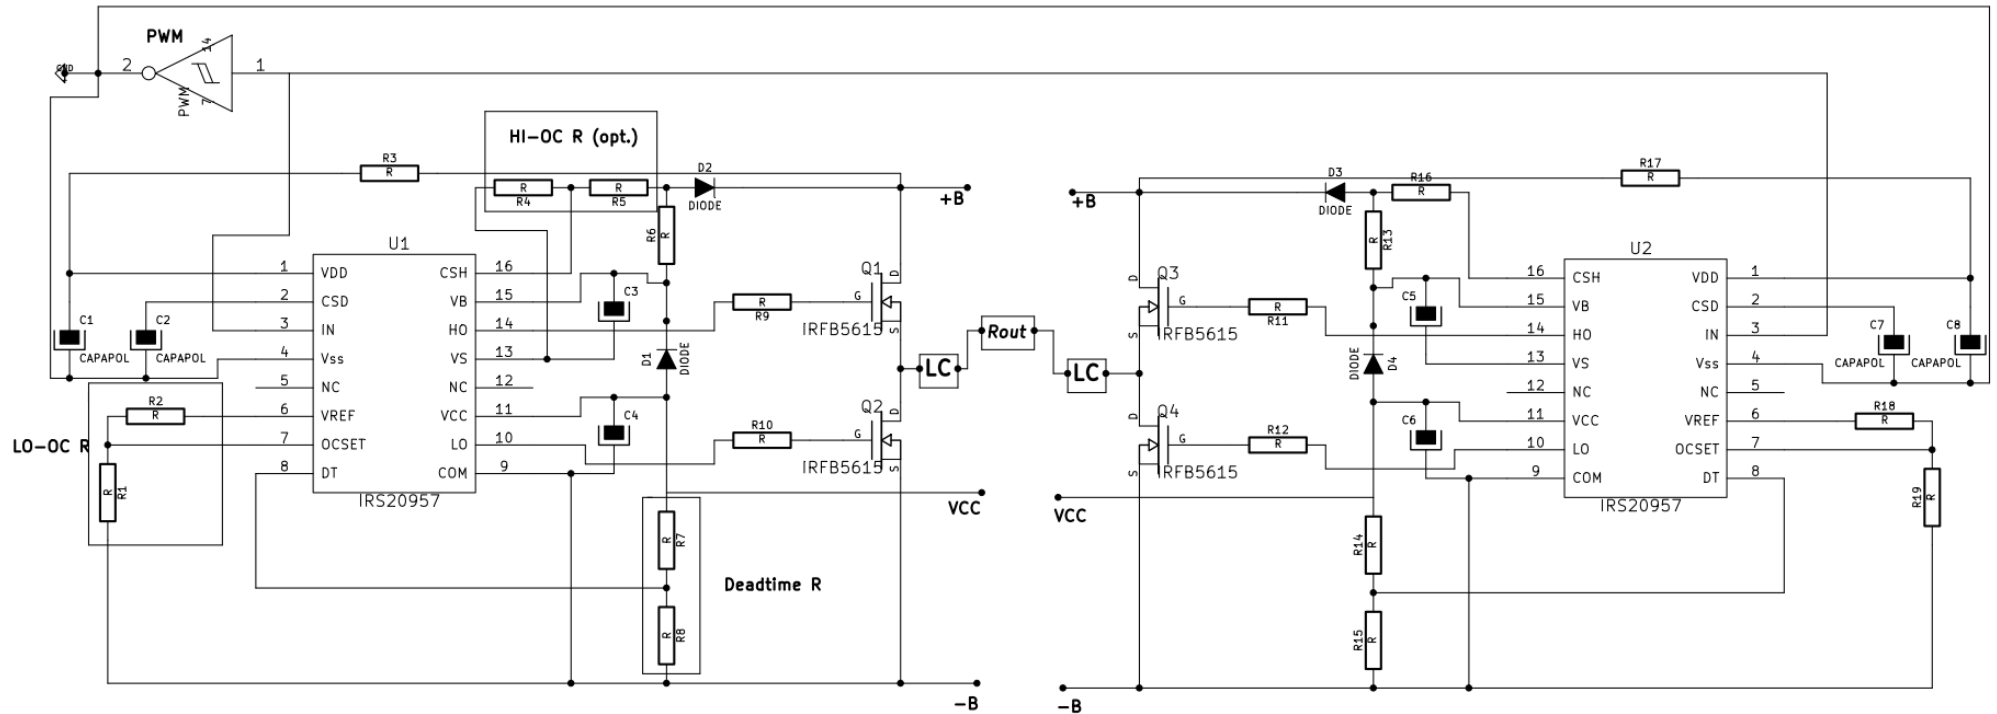 PWM
14
GND
2
1
PWM
7
HI-OC R (opt.)
R3
R
R
R4
R
R5
D2
DIODE
+B
+B
D3
DIODE
R16
R
R17
R
R6
R
R13
R
U1
IRS20957
1 VDD
2 CSD
3 IN
4 Vss
5 NC
6 VREF
7 OCSET
8 DT
CSH 16
VB 15
HO 14
VS 13
NC 12
VCC 11
LO 10
COM 9
C1
CAPAPOL
C2
CAPAPOL
C3
C4
D1
DIODE
R9
R
R10
R
Q1
D
G
S
IRFB5615
Q2
D
G
S
IRFB5615
LC
Rout
LC
Q3
D
G
S
IRFB5615
Q4
D
G
S
IRFB5615
R11
R
R12
R
C5
C6
DIODE
D4
U2
IRS20957
16 CSH
15 VB
14 HO
13 VS
12 NC
11 VCC
10 LO
9 COM
VDD 1
CSD 2
IN 3
Vss 4
NC 5
VREF 6
OCSET 7
DT 8
C7
CAPAPOL
C8
CAPAPOL
R18
R
R19
R
LO-OC R
R2
R
R1
R
VCC
VCC
R7
R
Deadtime R
R8
R
R14
R
R15
R
-B
-B